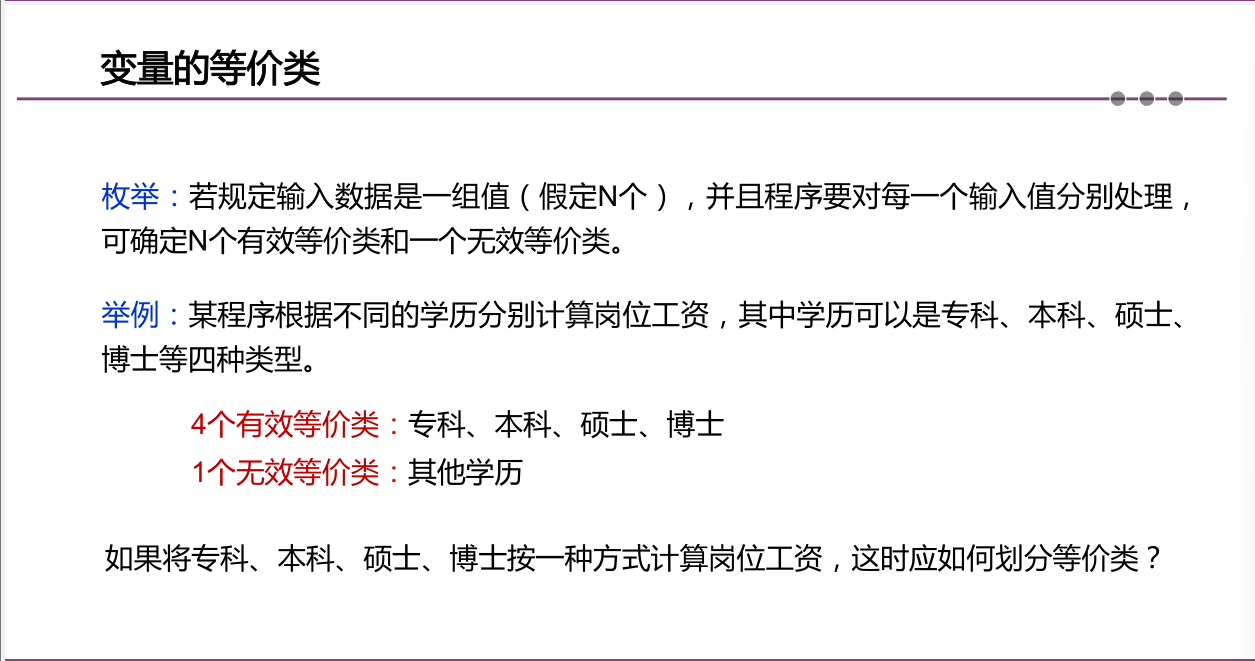 变量的等价类
枚举：若规定输入数据是一组值（假定N个），并且程序要对每一个输入值分别处理，
可确定N个有效等价类和一个无效等价类。
举例：某程序根据不同的学历分别计算岗位工资，其中学历可以是专科、本科、硕士、
博士等四种类型。
4个有效等价类：专科、本科、硕士、博士
1个无效等价类：其他学历
如果将专科、本科、硕士、博士按一种方式计算岗位工资，这时应如何划分等价类？